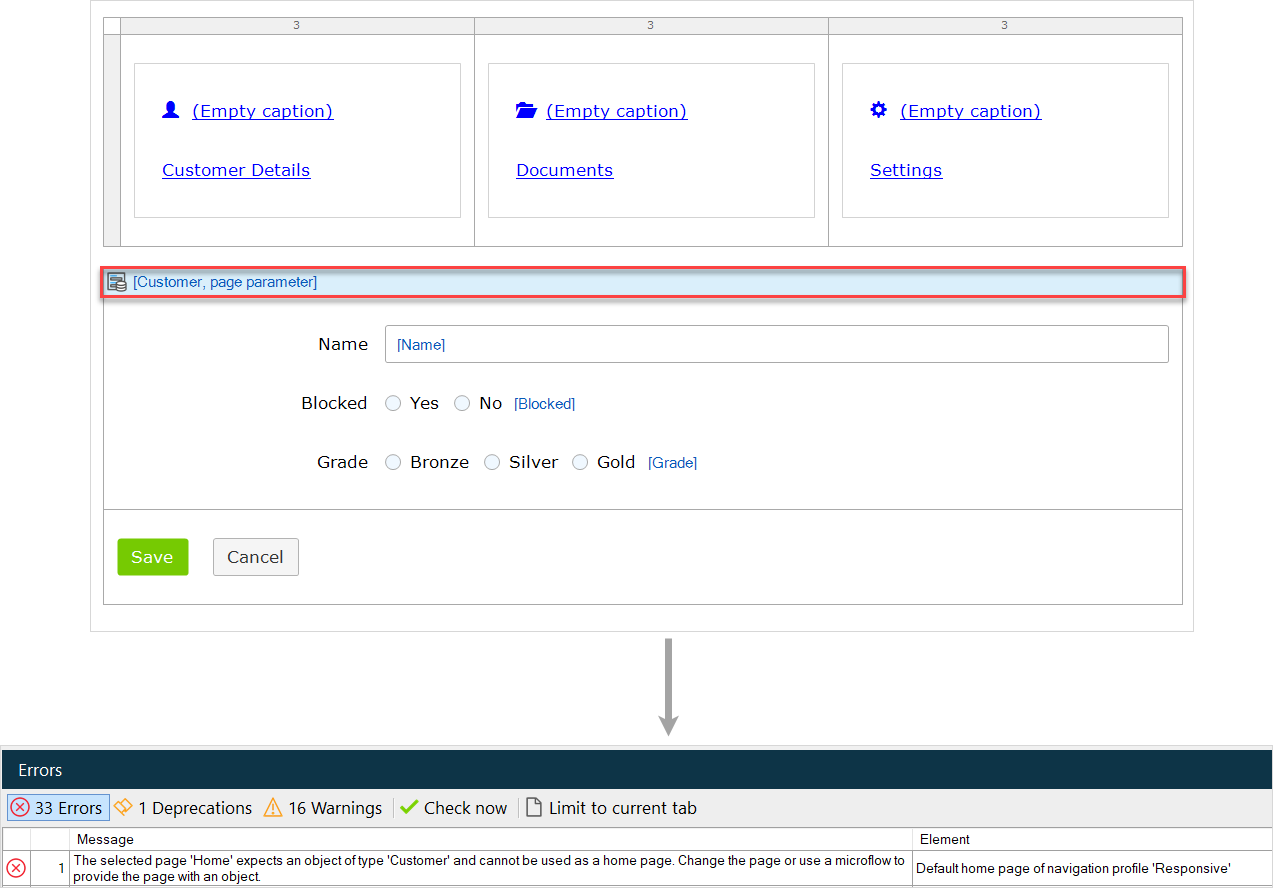 3 3 3
(Empty caption) (Empty caption) (Empty caption)
Customer Details Documents Settings
[Customer, page parameter]
Name [Name]
Blocked Yes No [Blocked]
Grade Bronze Silver Gold [Grade]
Save Cancel
Errors
33 Errors 1 Deprecations 16 Warnings Check now Limit to current tab
Message Element
1 The selected page 'Home' expects an object of type 'Customer' and cannot be used as a home page. Change the page or use a microflow to
provide the page with an object.
Default home page of navigation profile 'Responsive'